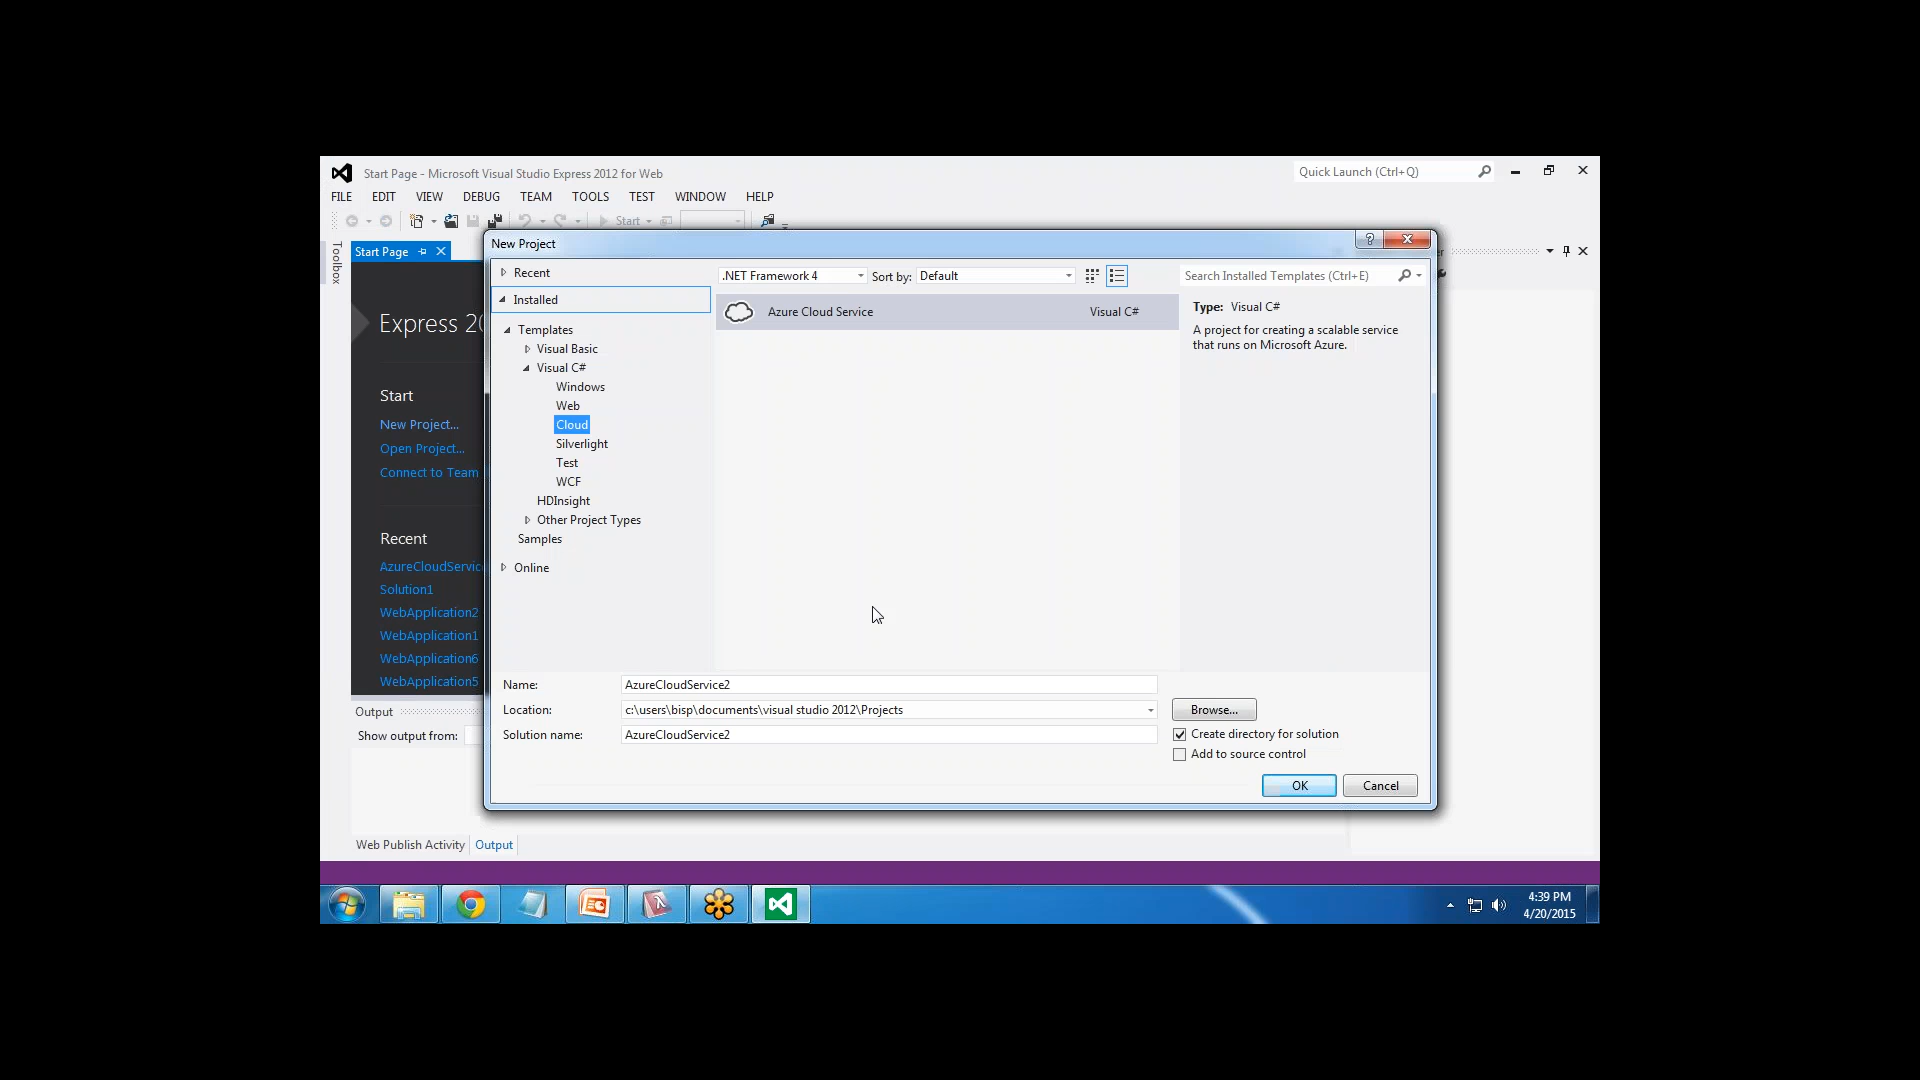 Start Page - Microsoft Visual Studio Express 2012 for Web
Quick Launch (Ctrl+Q)
FILE EDIT VIEW DEBUG TEAM TOOLS TEST WINDOW HELP
Start
Toolbox
Start Page
New Project
Recent
.NET Framework 4
Sort by: Default
Search Installed Templates (Ctrl+E)
Installed
Azure Cloud Service
Visual C#
Type: Visual C#
A project for creating a scalable service
that runs on Microsoft Azure.
Templates
Visual Basic
Visual C#
Windows
Web
Cloud
Silverlight
Test
WCF
HDInsight
Other Project Types
Samples
Online
Express 20
Start
New Project...
Open Project...
Connect to Team
Recent
AzureCloudServic
Solution1
WebApplication2
WebApplication1
WebApplication6
WebApplication5
Name: AzureCloudService2
Location: c:\users\bisp\documents\visual studio 2012\Projects
Browse...
Solution name: AzureCloudService2
Create directory for solution
Add to source control
OK
Cancel
Output
Show output from:
Web Publish Activity
Output
4:39 PM
4/20/2015